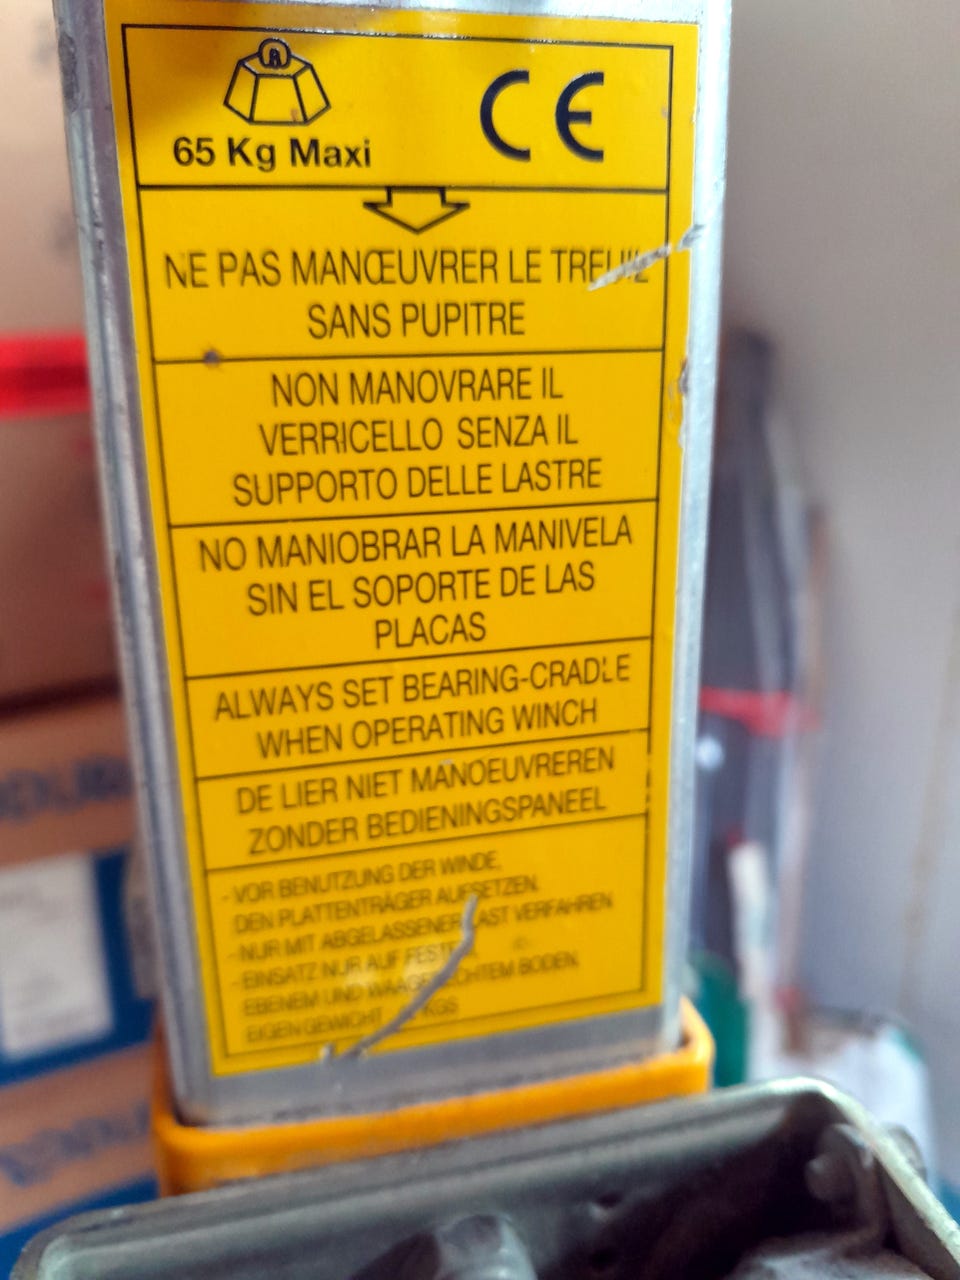 65 Kg Maxi
CE
NE PAS MANŒUVRER LE TREUIL
SANS PUPITRE
NON MANOVRARE IL
VERRICELLO SENZA IL
SUPPORTO DELLE LASTRE
NO MANIOBRAR LA MANIVELA
SIN EL SOPORTE DE LAS
PLACAS
ALWAYS SET BEARING-CRADLE
WHEN OPERATING WINCH
DE LIER NIET MANOEUVREREN
ZONDER BEDIENINGSPANEEL
- VOR BENUTZUNG DER WINDE,
DEN PLATTENTRÄGER AUFSETZEN.
-NUR MIT ABGELASSENER LAST VERFAHREN
-EINSATZ NUR AUF
EBENEM UND WAAGERECHTEM BODEN.
EIGENGEWICHT KGS